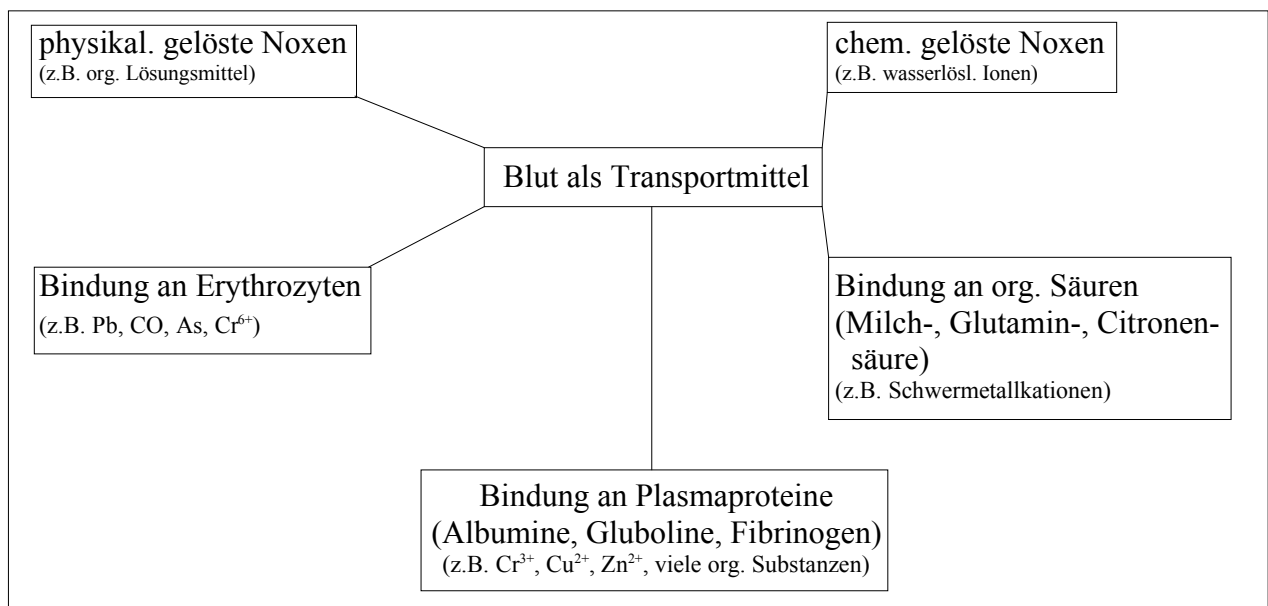 physikal. gelöste Noxen
(z.B. org. Lösungsmittel)
chem. gelöste Noxen
(z.B. wasserlösl. Ionen)
Blut als Transportmittel
Bindung an Erythrozyten
(z.B. Pb, CO, As, Cr⁶⁺)
Bindung an org. Säuren
(Milch-, Glutamin-, Citronen-
säure)
(z.B. Schwermetallkationen)
Bindung an Plasmaproteine
(Albumine, Gluboline, Fibrinogen)
(z.B. Cr³⁺, Cu²⁺, Zn²⁺, viele org. Substanzen)